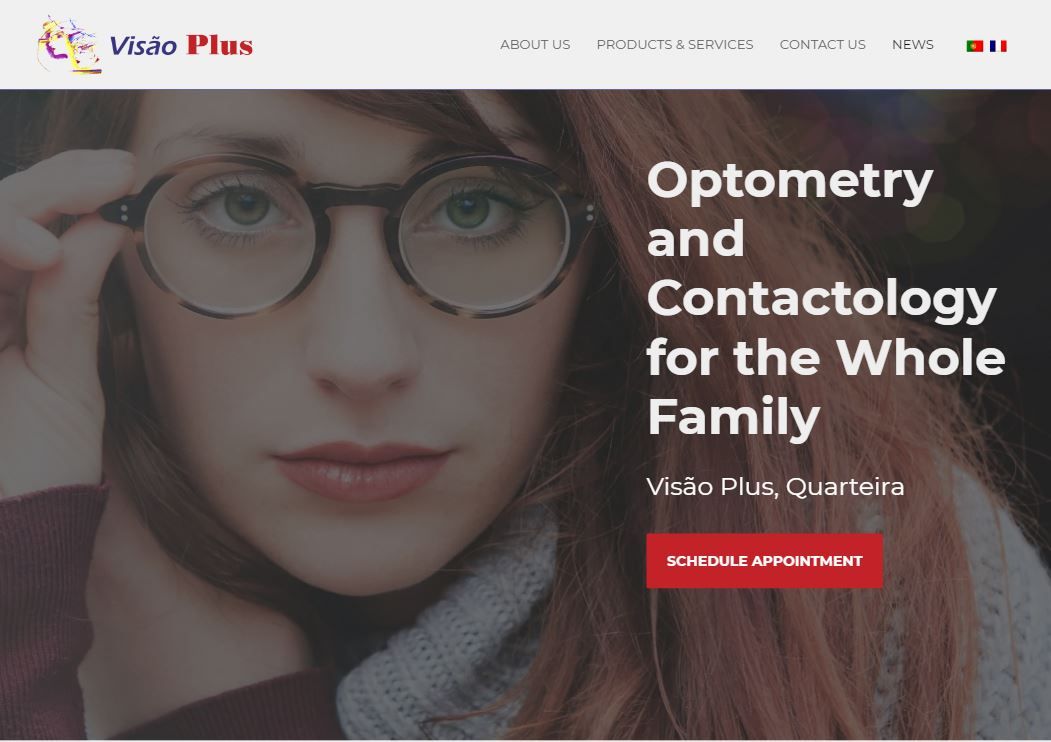 Visão Plus
ABOUT US PRODUCTS & SERVICES CONTACT US NEWS
Optometry
and
Contactology
for the Whole
Family
Visão Plus, Quarteira
SCHEDULE APPOINTMENT